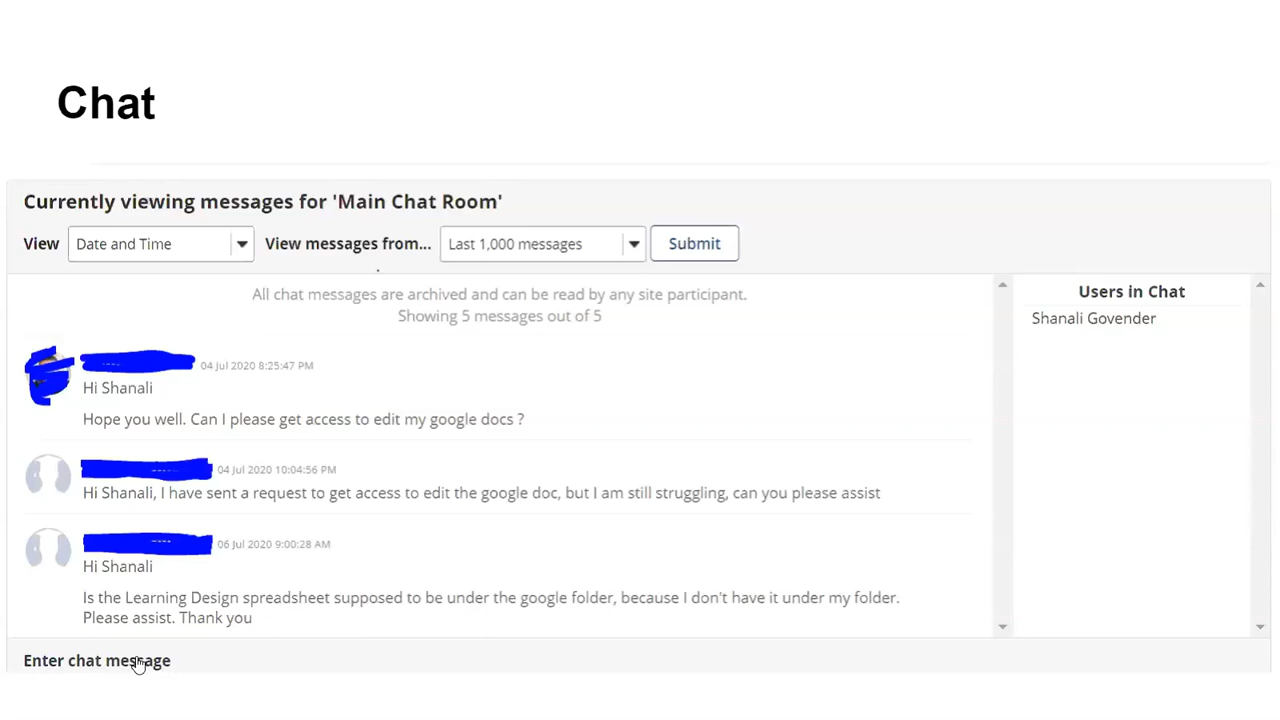 Chat
Currently viewing messages for 'Main Chat Room'
View Date and Time View messages from... Last 1,000 messages Submit
All chat messages are archived and can be read by any site participant.
Showing 5 messages out of 5
Users in Chat
Shanali Govender
04 Jul 2020 8:25:47 PM
Hi Shanali
Hope you well. Can I please get access to edit my google docs ?
04 Jul 2020 10:04:56 PM
Hi Shanali, I have sent a request to get access to edit the google doc, but I am still struggling, can you please assist
06 Jul 2020 9:00:28 AM
Hi Shanali
Is the Learning Design spreadsheet supposed to be under the google folder, because I don't have it under my folder.
Please assist. Thank you
Enter chat message